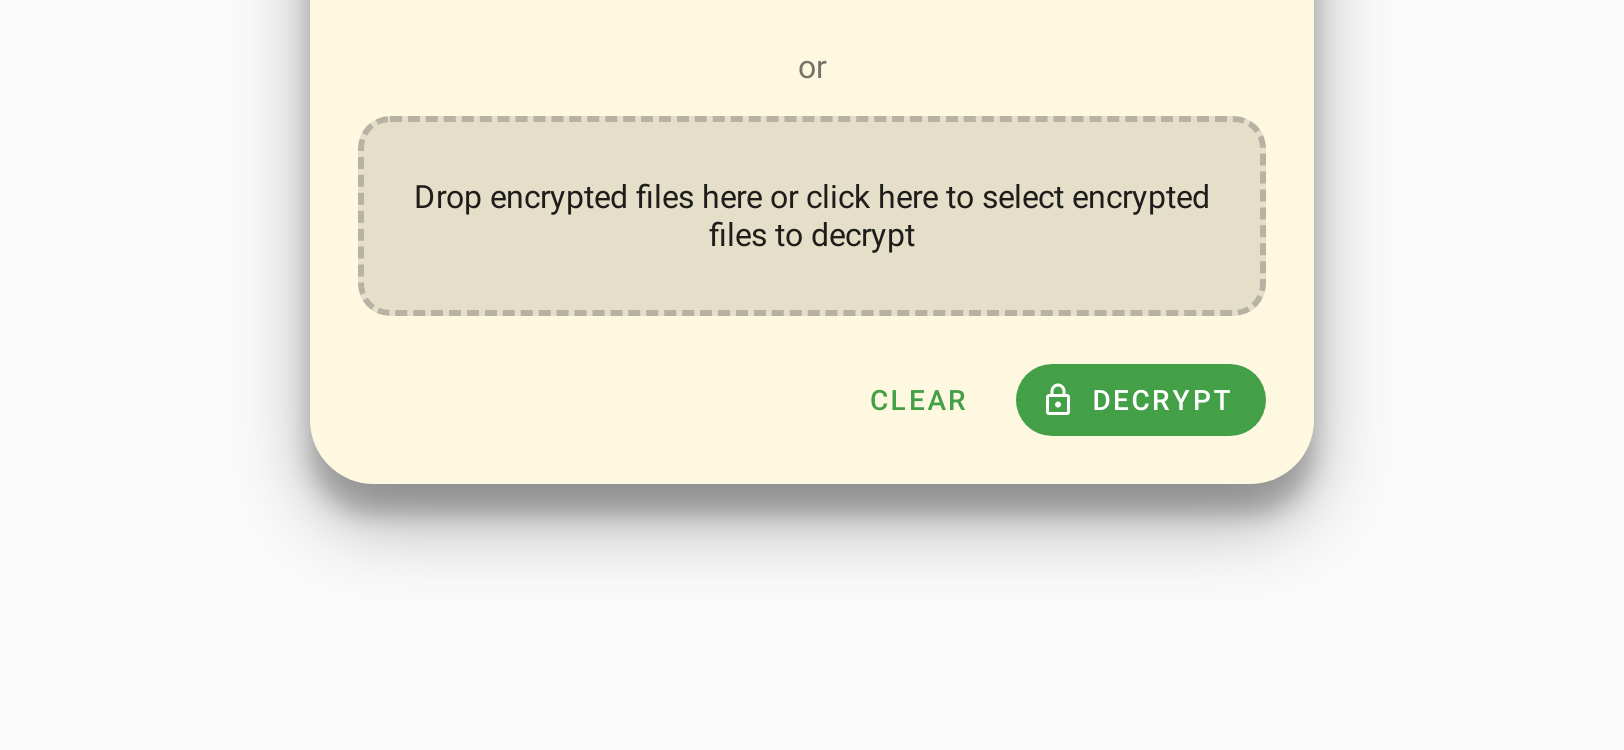 or
Drop encrypted files here or click here to select encrypted
files to decrypt
CLEAR
DECRYPT